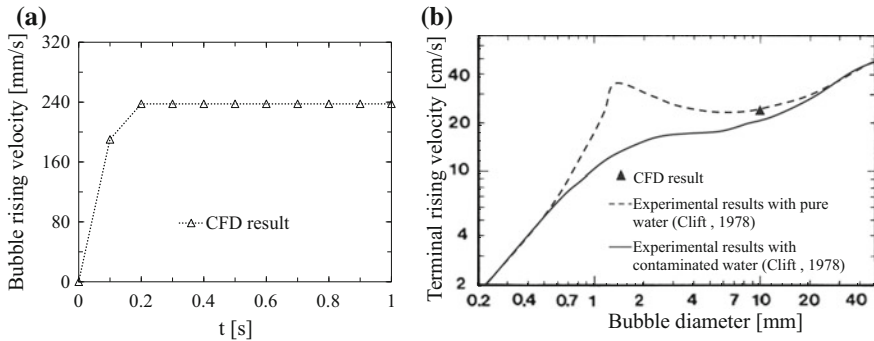 (a)
Bubble rising velocity [mm/s]
320
240
160
80
0
CFD result
0 0.2 0.4 0.6 0.8 1
t [s]
(b)
Terminal rising velocity [cm/s]
40
20
10
4
2
CFD result
Experimental results with pure
water (Clift , 1978)
Experimental results with
contaminated water (Clift , 1978)
0.2 0,4 0.7 1 2 4 7 10 20 40
Bubble diameter [mm]